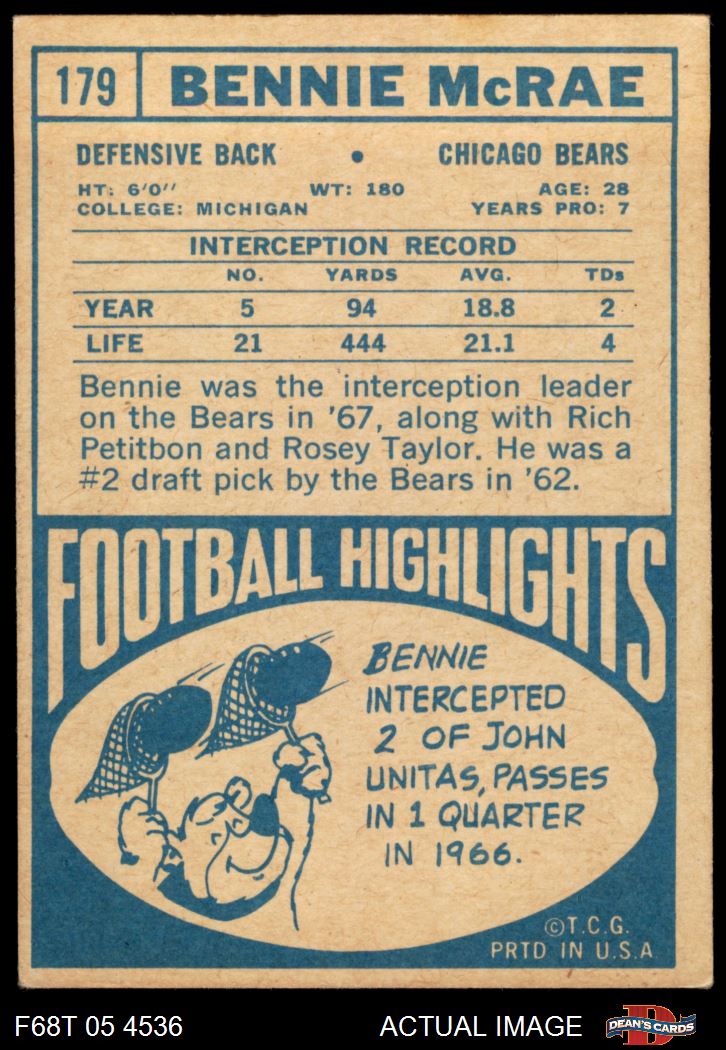 179 BENNIE McRAE
DEFENSIVE BACK • CHICAGO BEARS
HT: 6'0" WT: 180 AGE: 28
COLLEGE: MICHIGAN YEARS PRO: 7
INTERCEPTION RECORD
NO. YARDS AVG. TDs
YEAR 5 94 18.8 2
LIFE 21 444 21.1 4
Bennie was the interception leader
on the Bears in '67, along with Rich
Petitbon and Rosey Taylor. He was a
#2 draft pick by the Bears in '62.
FOOTBALL HIGHLIGHTS
BENNIE
INTERCEPTED
2 OF JOHN
UNITAS, PASSES
IN 1 QUARTER
IN 1966.
©T.C.G.
PRTD IN U.S.A
F68T 05 4536 ACTUAL IMAGE D DEAN'S CARDS